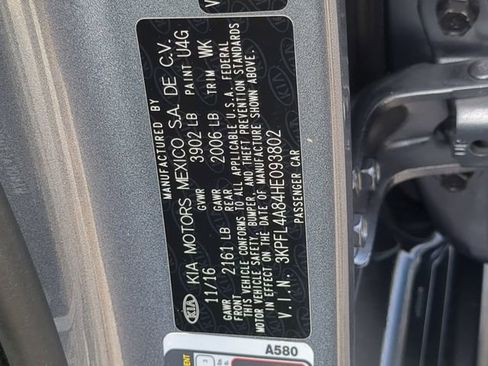 MANUFACTURED BY
KIA KIA MOTORS MEXICO S.A. DE C.V.
11/16 GVWR 3902 LB PAINT U4G
GAWR FRONT 2161 LB GAWR REAR 2006 LB TRIM WK
THIS VEHICLE CONFORMS TO ALL APPLICABLE U.S.A. FEDERAL
MOTOR VEHICLE SAFETY, BUMPER, AND THEFT PREVENTION STANDARDS
IN EFFECT ON THE DATE OF MANUFACTURE SHOWN ABOVE.
V.I.N. 3KPFL4A84HE093802
PASSENGER CAR
A580